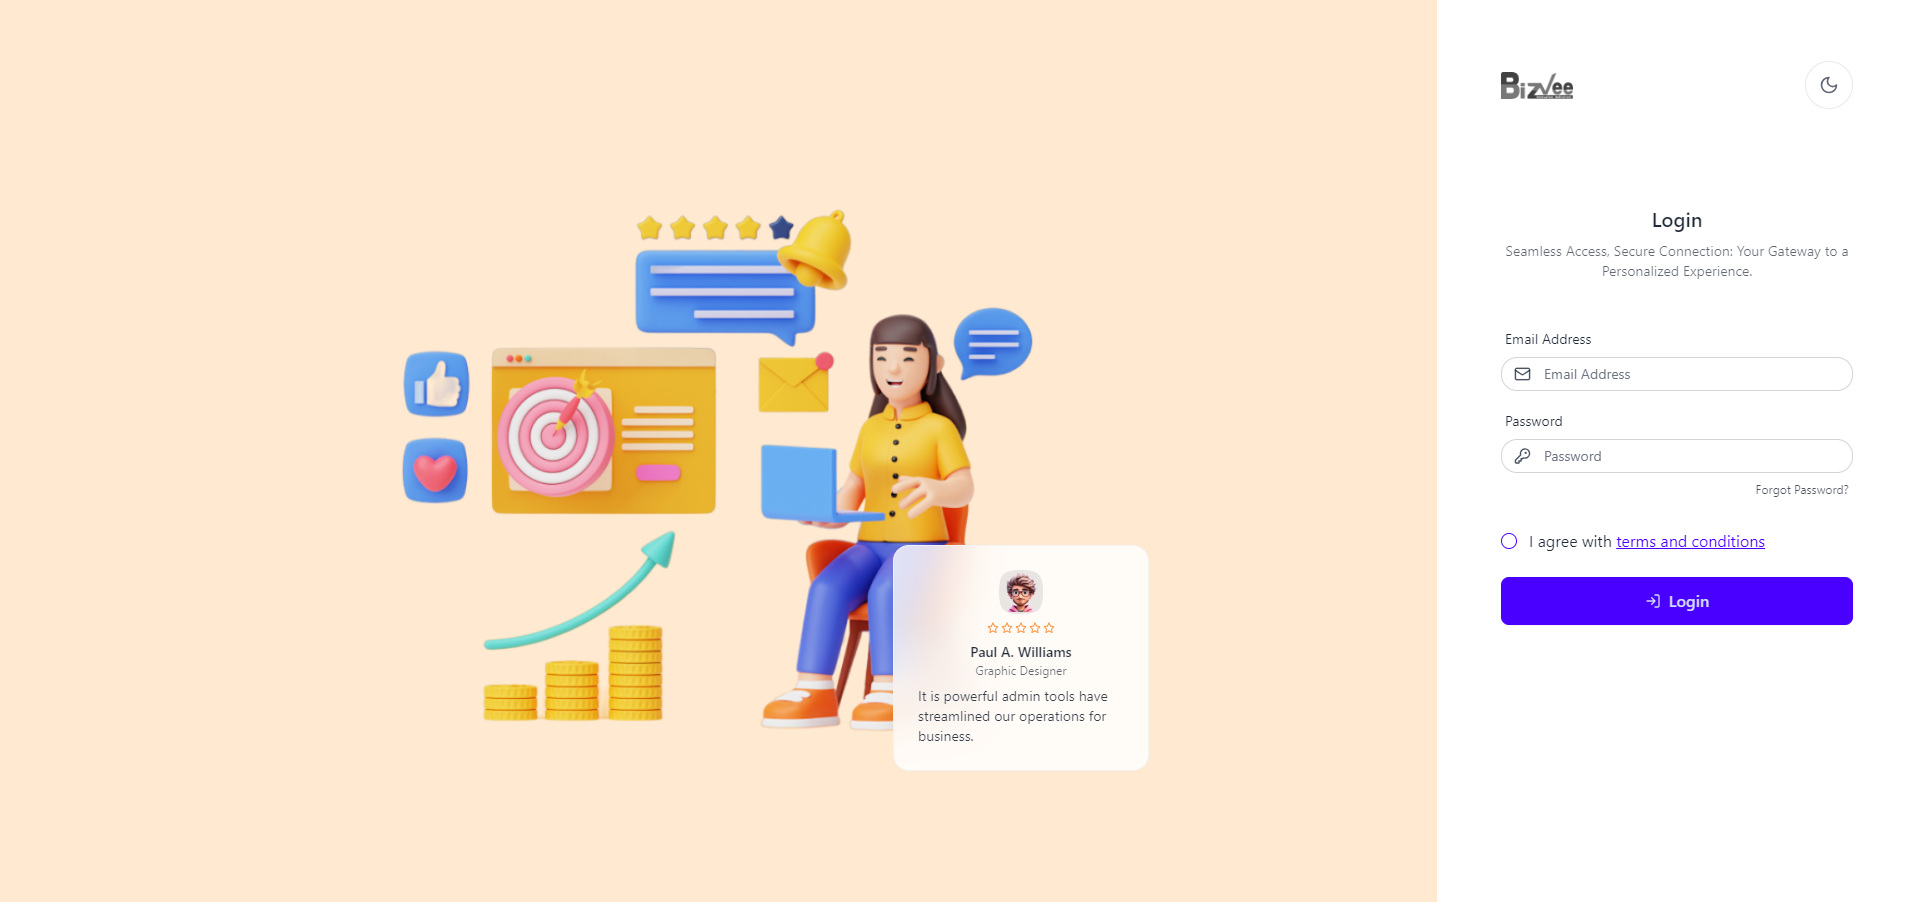 BizVee
Login
Seamless Access, Secure Connection: Your Gateway to a
Personalized Experience.
Email Address
Email Address
Password
Password
Forgot Password?
I agree with terms and conditions
Login
Paul A. Williams
Graphic Designer
It is powerful admin tools have
streamlined our operations for
business.